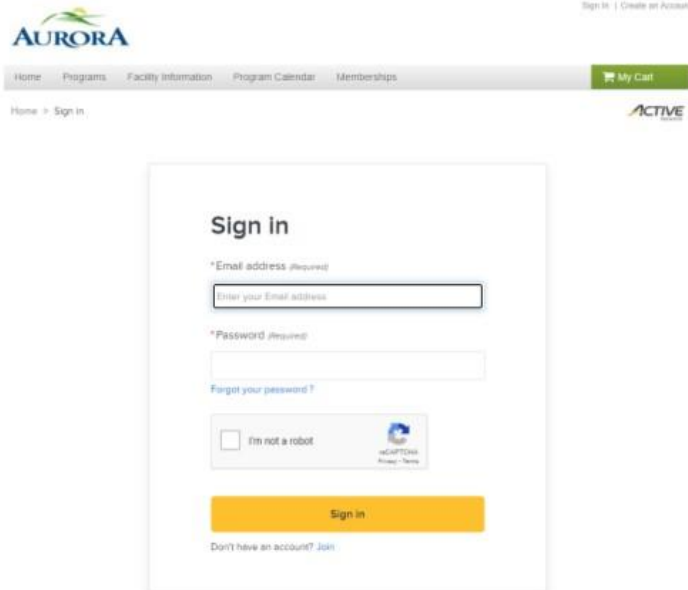 Sign In | Create an Accoun
AURORA
Home Programs Facility Information Program Calendar Memberships My Cart
Home > Sign in
ACTIVE
Sign in
*Email address (Required)
Enter your Email address
*Password (Required)
Forgot your password ?
I'm not a robot
reCAPTCHA
Privacy - Terms
Sign in
Don't have an account? Join